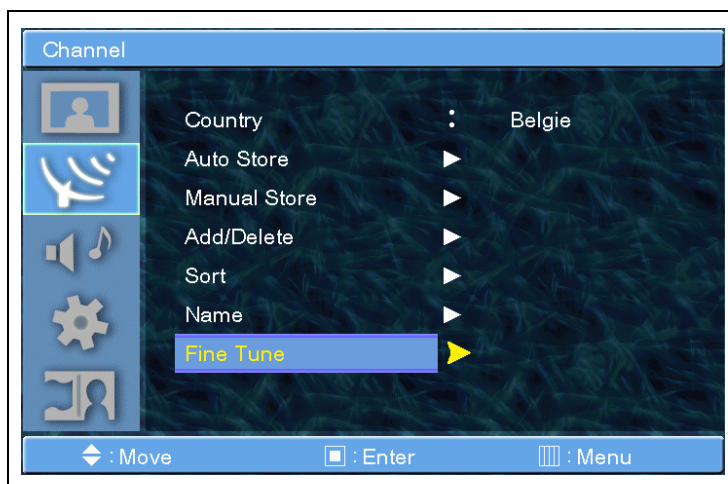 Channel
Country : Belgie
Auto Store
Manual Store
Add/Delete
Sort
Name
Fine Tune
: Move : Enter : Menu